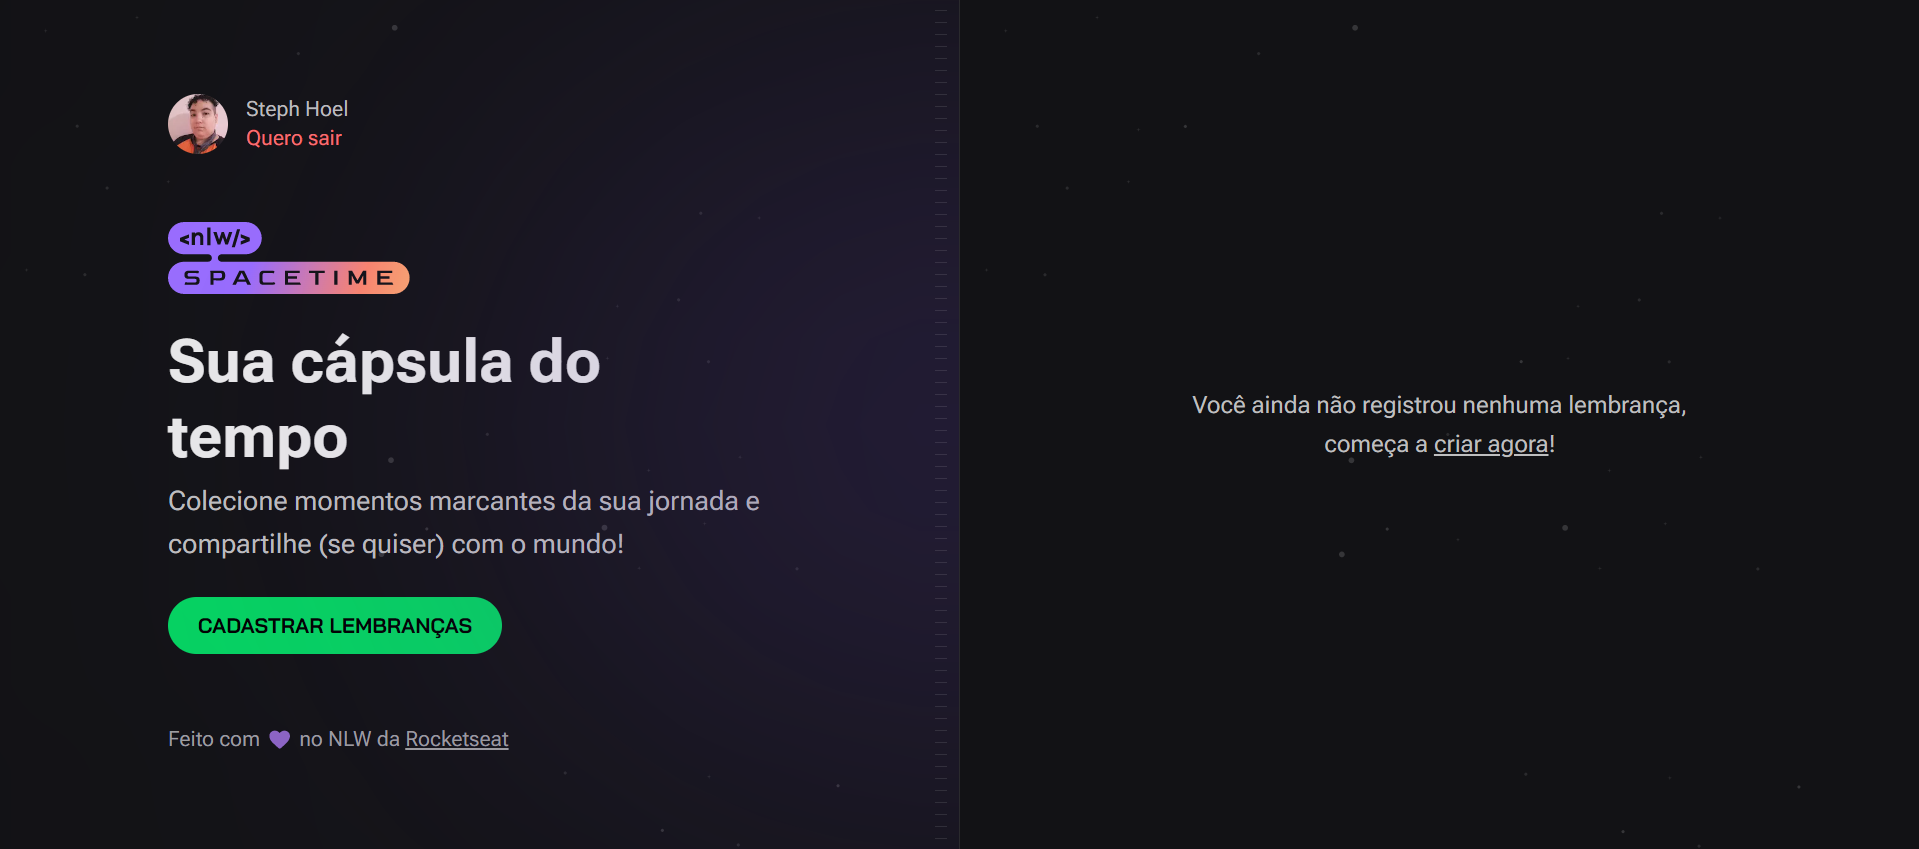 Steph Hoel
Quero sair
<nlw/>
SPACETIME
Sua cápsula do
tempo
Colecione momentos marcantes da sua jornada e
compartilhe (se quiser) com o mundo!
CADASTRAR LEMBRANÇAS
Feito com 💜 no NLW da Rocketseat
Você ainda não registrou nenhuma lembrança,
começa a criar agora!